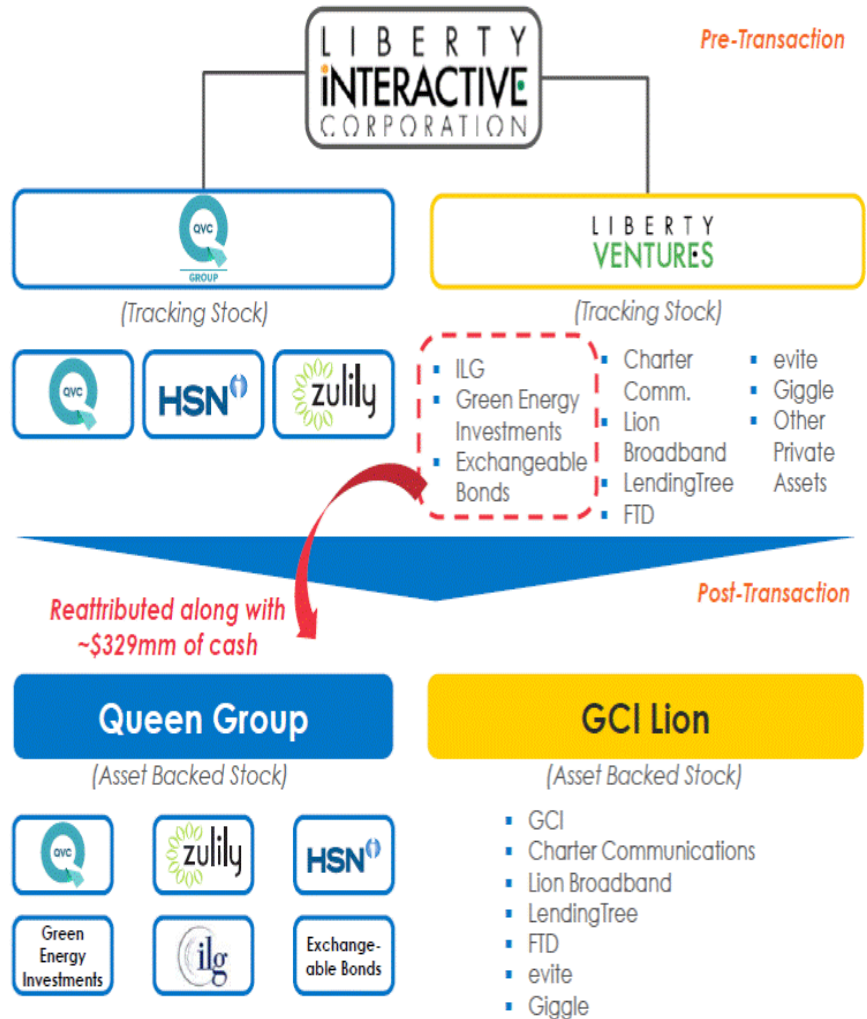 LIBERTY
INTERACTIVE
CORPORATION
Pre-Transaction
QVC
GROUP
LIBERTY
VENTURES
(Tracking Stock)
(Tracking Stock)
QVC
HSN
zulily
▪ ILG
▪ Green Energy
Investments
▪ Exchangeable
Bonds
▪ Charter
Comm.
▪ Lion
Broadband
▪ LendingTree
▪ FTD
▪ evite
▪ Giggle
▪ Other
Private
Assets
Post-Transaction
Reattributed along with
~$329mm of cash
Queen Group
GCI Lion
(Asset Backed Stock)
(Asset Backed Stock)
QVC
zulily
HSN
Green
Energy
Investments
ilg
Exchange-
able Bonds
▪ GCI
▪ Charter Communications
▪ Lion Broadband
▪ LendingTree
▪ FTD
▪ evite
▪ Giggle